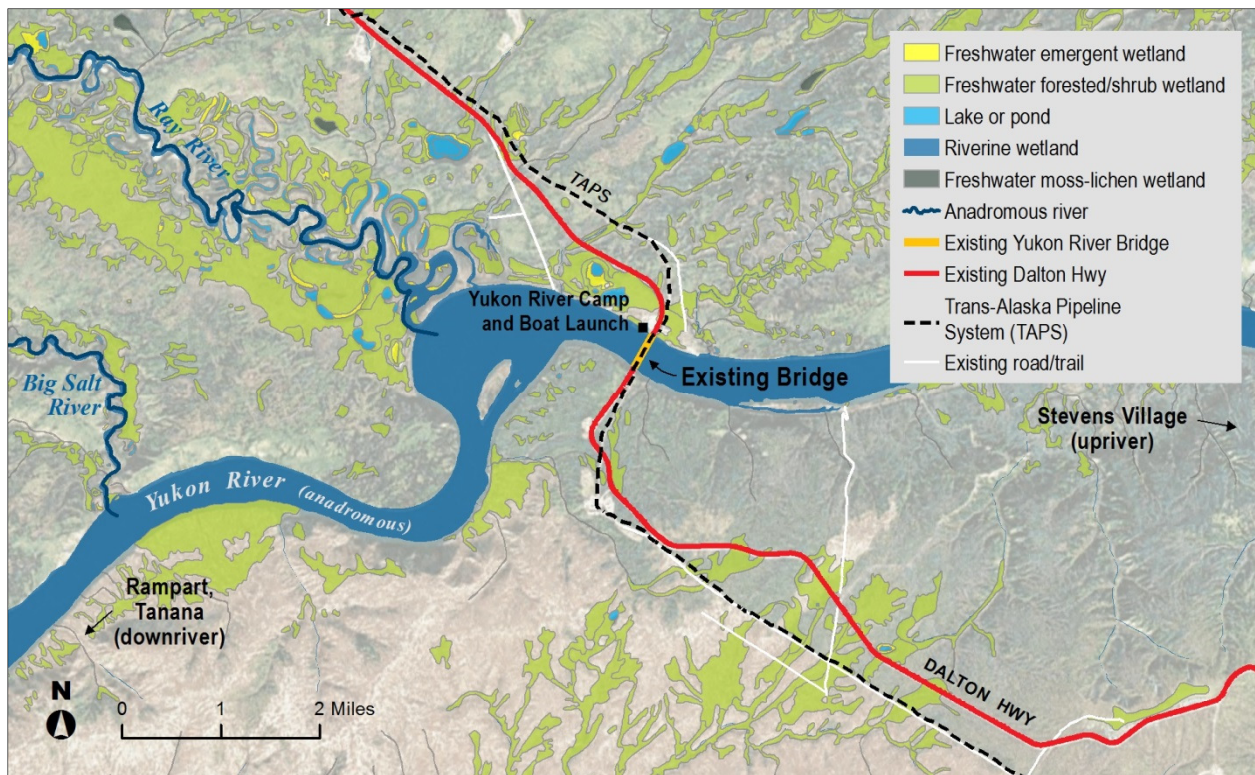 Freshwater emergent wetland
Freshwater forested/shrub wetland
Lake or pond
Riverine wetland
Freshwater moss-lichen wetland
Anadromous river
Existing Yukon River Bridge
Existing Dalton Hwy
Trans-Alaska Pipeline
System (TAPS)
Existing road/trail
Ray River
TAPS
Yukon River Camp
and Boat Launch
Existing Bridge
Big Salt
River
Stevens Village
(upriver)
Yukon River (anadromous)
Rampart,
Tanana
(downriver)
DALTON HWY
N
0 1 2 Miles